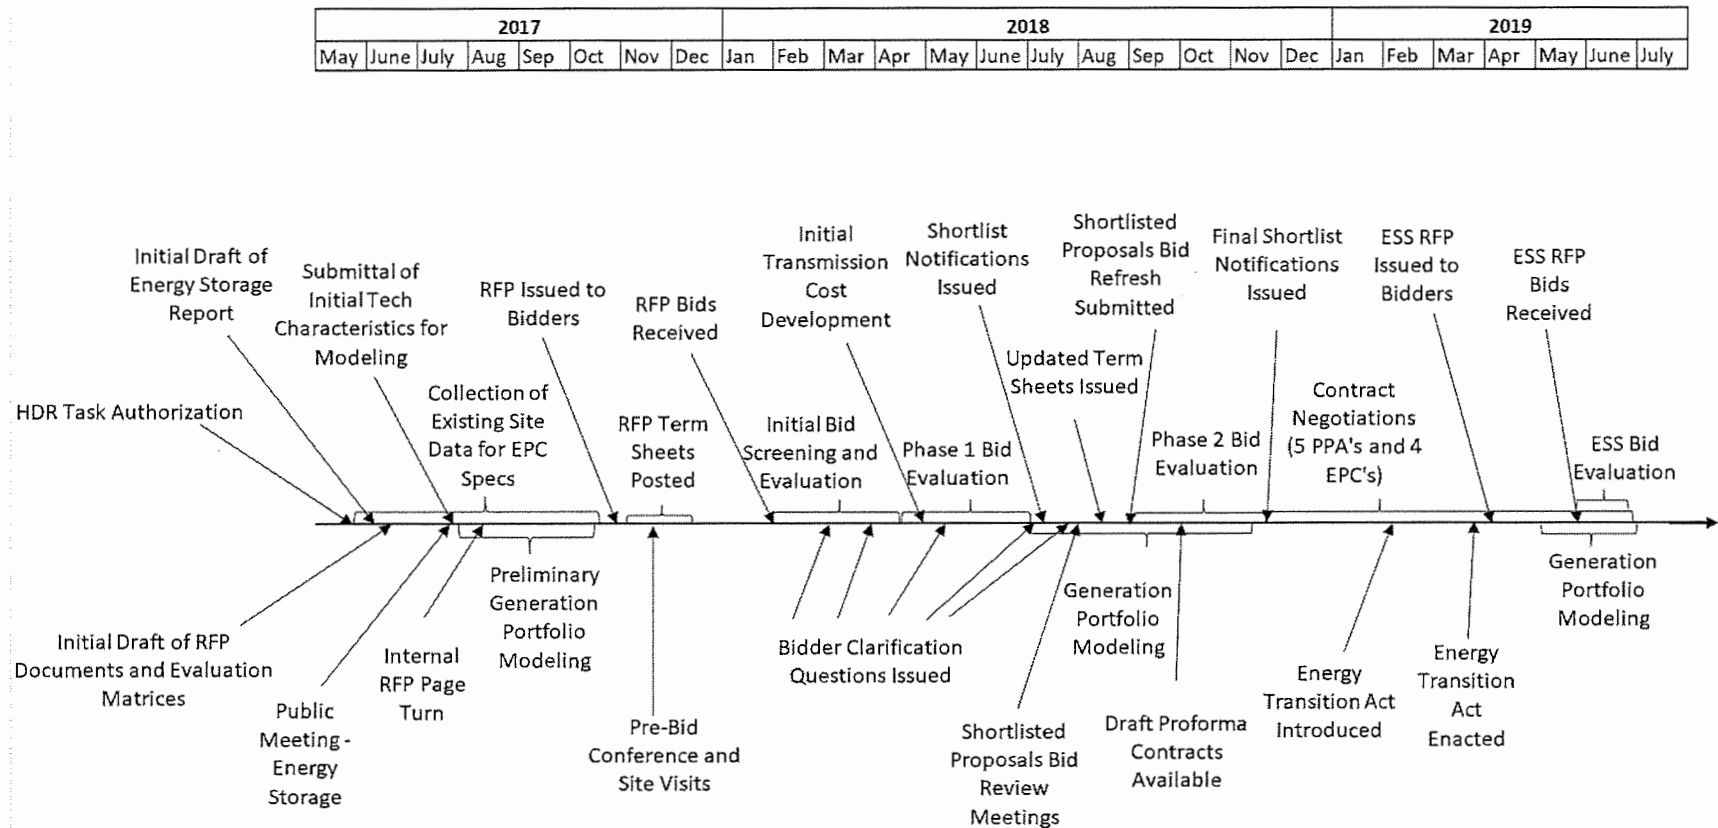 2017 2018 2019
May June July Aug Sep Oct Nov Dec Jan Feb Mar Apr May June July Aug Sep Oct Nov Dec Jan Feb Mar Apr May June July
Initial Draft of
Energy Storage
Report
Submittal of
Initial Tech
Characteristics for
Modeling
RFP Issued to
Bidders
RFP Bids
Received
Initial
Transmission
Cost
Development
Shortlist
Notifications
Issued
Shortlisted
Proposals Bid
Refresh
Submitted
Final Shortlist
Notifications
Issued
ESS RFP
Issued to
Bidders
ESS RFP
Bids
Received
HDR Task Authorization
Collection of
Existing Site
Data for EPC
Specs
RFP Term
Sheets
Posted
Initial Bid
Screening and
Evaluation
Phase 1 Bid
Evaluation
Updated Term
Sheets Issued
Phase 2 Bid
Evaluation
Contract
Negotiations
(5 PPA's and 4
EPC's)
ESS Bid
Evaluation
Initial Draft of RFP
Documents and Evaluation
Matrices
Public
Meeting -
Energy
Storage
Internal
RFP Page
Turn
Preliminary
Generation
Portfolio
Modeling
Pre-Bid
Conference and
Site Visits
Bidder Clarification
Questions Issued
Shortlisted
Proposals Bid
Review
Meetings
Generation
Portfolio
Modeling
Draft Proforma
Contracts
Available
Energy
Transition Act
Introduced
Energy
Transition
Act
Enacted
Generation
Portfolio
Modeling